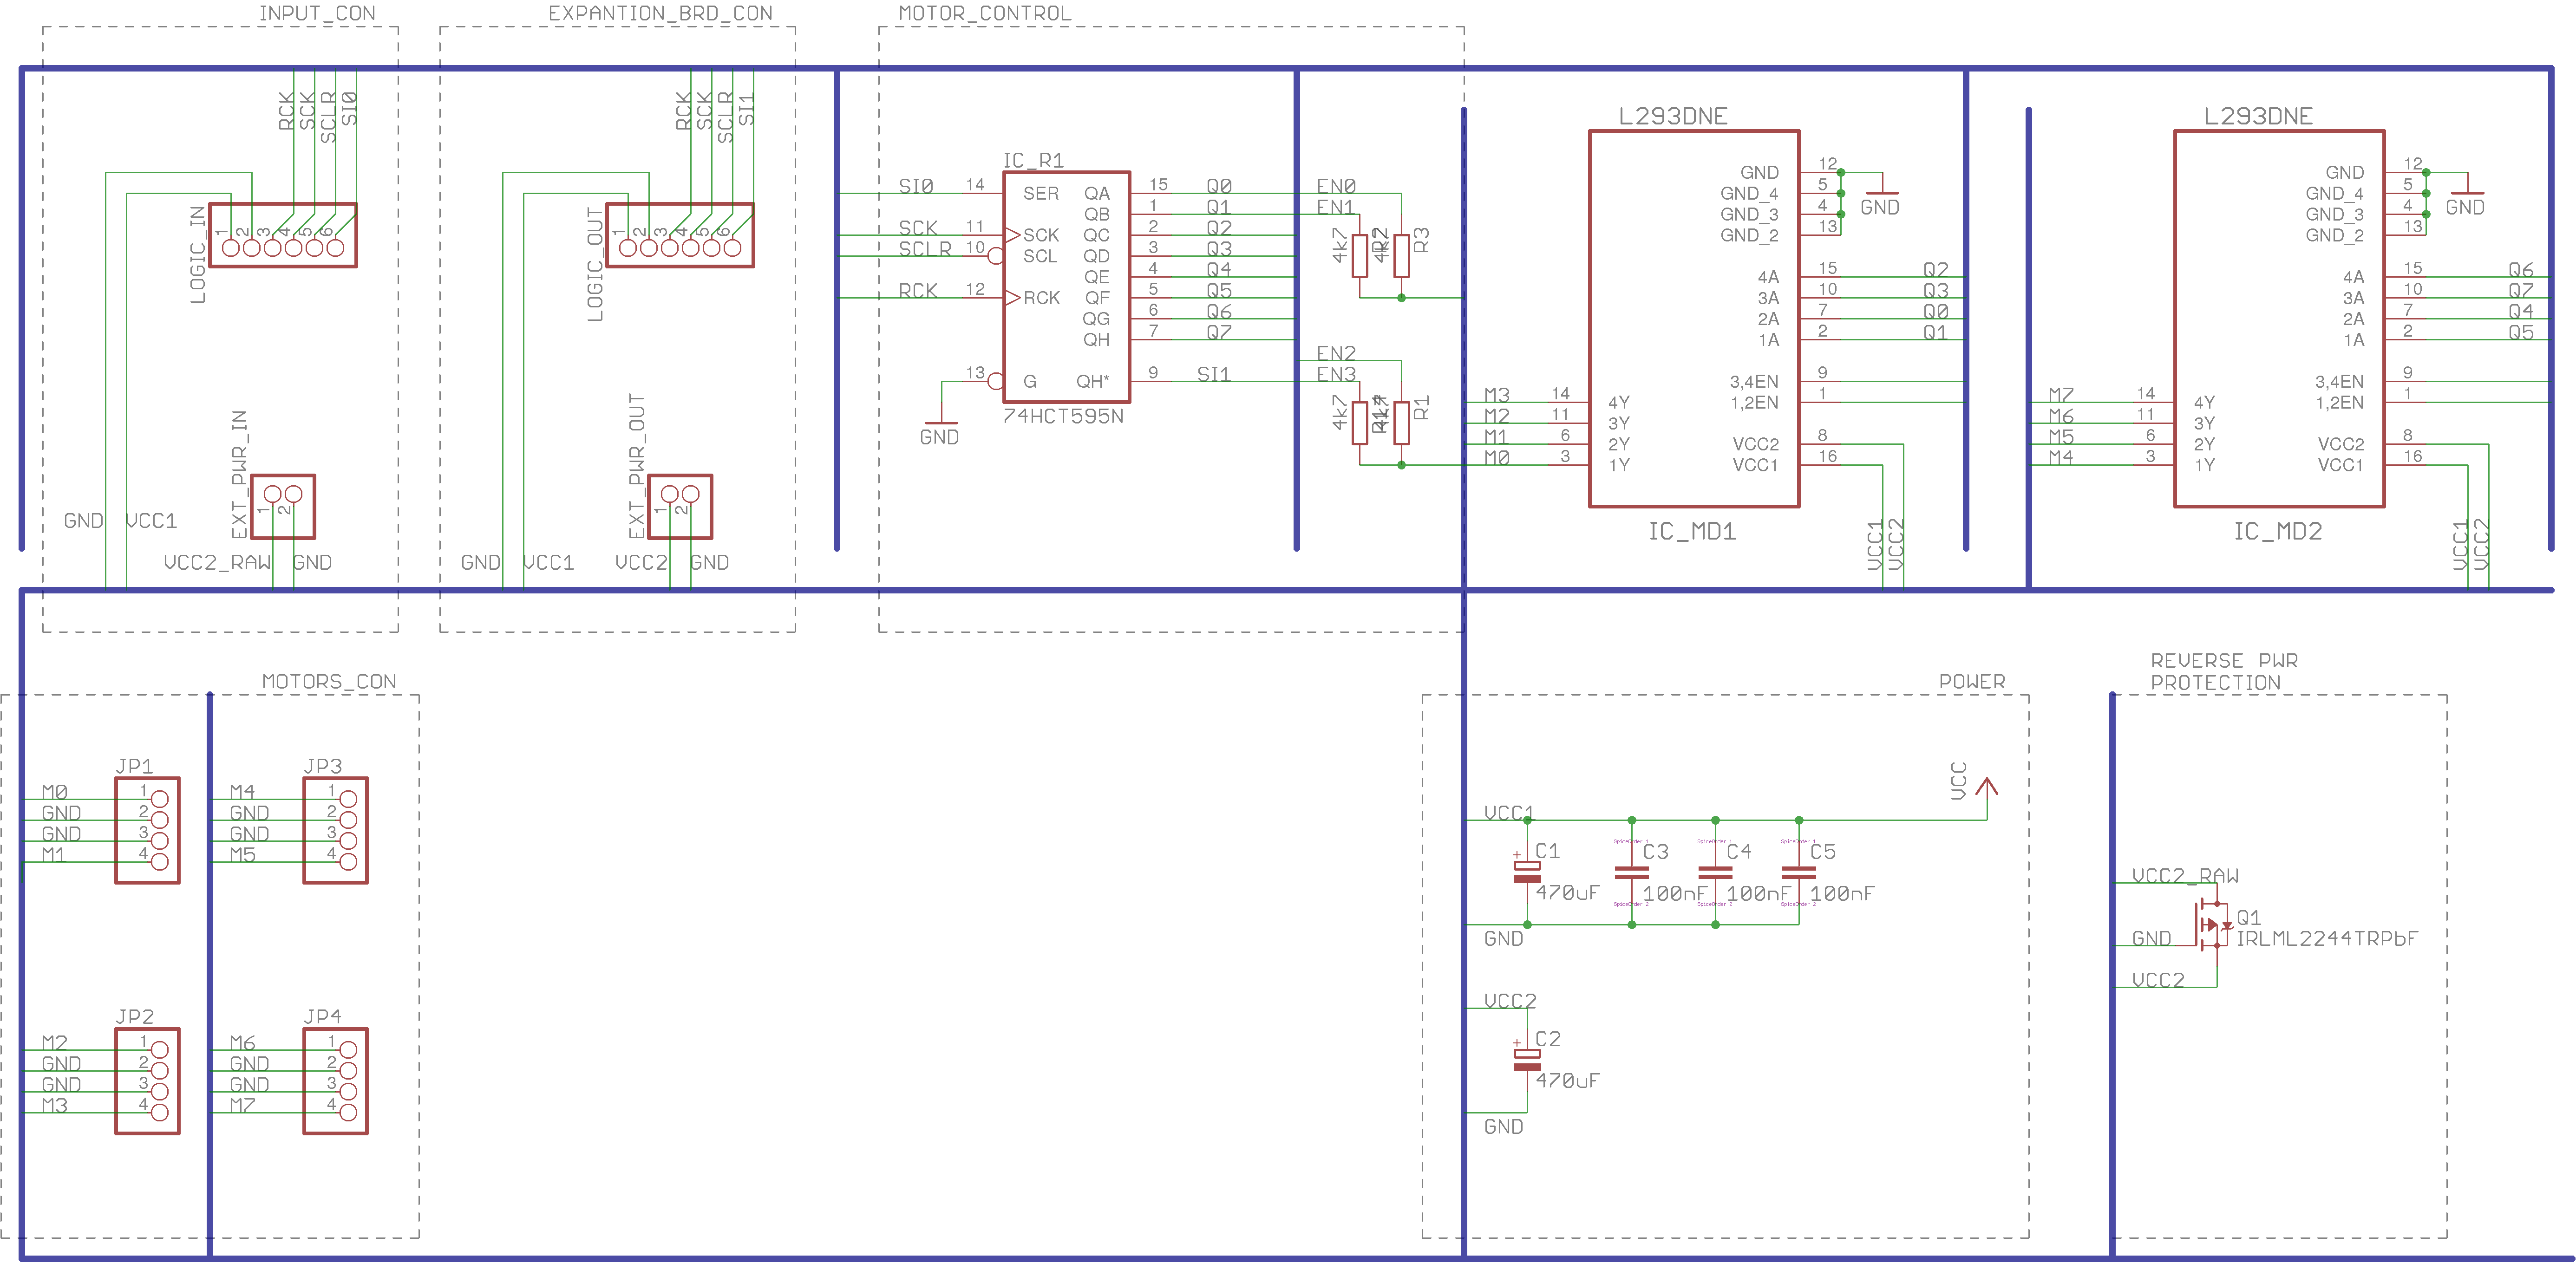 INPUT_CON
EXPANTION_BRD_CON
MOTOR_CONTROL
RCK
SCK
SCLR
SI0
LOGIC_IN
1
2
3
4
5
6
EXT_PWR_IN
1
2
GND
VCC1
VCC2_RAW
GND
RCK
SCK
SCLR
SI1
LOGIC_OUT
1
2
3
4
5
6
EXT_PWR_OUT
1
2
GND
VCC1
VCC2
GND
IC_R1
SI0 14 SER QA 15 Q0 EN0
QB 1 Q1 EN1
SCK 11 SCK QC 2 Q2
SCLR 10 SCL QD 3 Q3
QE 4 Q4
RCK 12 RCK QF 5 Q5
QG 6 Q6
QH 7 Q7
EN2
13 G QH* 9 SI1 EN3
74HCT595N
GND
4k7
R2
4k7
R3
4k7
4k7
R1
L293DNE
GND 12
GND_4 5
GND_3 4
GND_2 13
GND
4A 15 Q2
3A 10 Q3
2A 7 Q0
1A 2 Q1
3,4EN 9
M3 14 4Y 1,2EN 1
M2 11 3Y
M1 6 2Y VCC2 8
M0 3 1Y VCC1 16
IC_MD1
VCC1
VCC2
L293DNE
GND 12
GND_4 5
GND_3 4
GND_2 13
GND
4A 15 Q6
3A 10 Q7
2A 7 Q4
1A 2 Q5
3,4EN 9
M7 14 4Y 1,2EN 1
M6 11 3Y
M5 6 2Y VCC2 8
M4 3 1Y VCC1 16
IC_MD2
VCC1
VCC2
MOTORS_CON
JP1
M0 1
GND 2
GND 3
M1 4
JP3
M4 1
GND 2
GND 3
M5 4
JP2
M2 1
GND 2
GND 3
M3 4
JP4
M6 1
GND 2
GND 3
M7 4
POWER
VCC
VCC1
SpiceOrder 1
SpiceOrder 1
SpiceOrder 1
+ C1
C3
C4
C5
470uF
100nF
100nF
100nF
SpiceOrder 2
SpiceOrder 2
SpiceOrder 2
GND
VCC2
+ C2
470uF
GND
REVERSE PWR
PROTECTION
VCC2_RAW
Q1
GND
IRLML2244TRPbF
VCC2